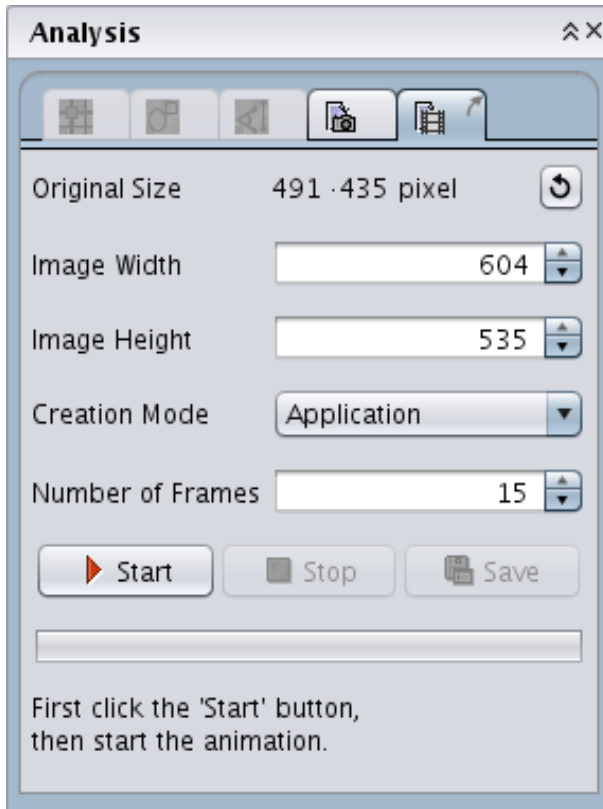 Analysis
Original Size 491 · 435 pixel
Image Width 604
Image Height 535
Creation Mode Application
Number of Frames 15
Start Stop Save
First click the 'Start' button,
then start the animation.